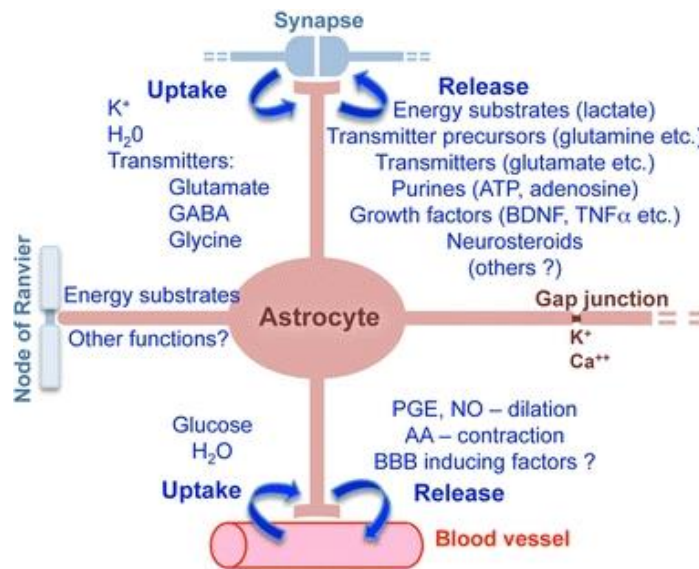 Synapse
Uptake
K⁺
H₂0
Transmitters:
Glutamate
GABA
Glycine
Release
Energy substrates (lactate)
Transmitter precursors (glutamine etc.)
Transmitters (glutamate etc.)
Purines (ATP, adenosine)
Growth factors (BDNF, TNFα etc.)
Neurosteroids
(others ?)
Node of Ranvier
Energy substrates
Other functions?
Astrocyte
Gap junction
K⁺
Ca⁺⁺
Glucose
H₂O
Uptake
PGE, NO – dilation
AA – contraction
BBB inducing factors ?
Release
Blood vessel